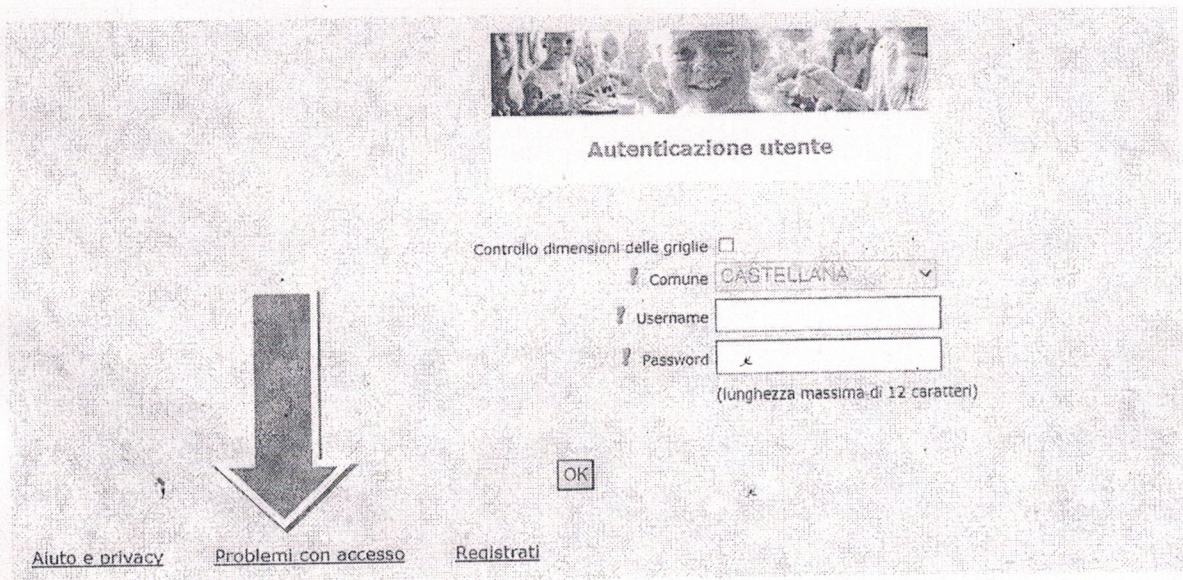 Autenticazione utente
Controllo dimensioni delle griglie
Comune CASTELLANA
Username
Password
(lunghezza massima di 12 caratteri)
OK
Aiuto e privacy Problemi con accesso Registrati